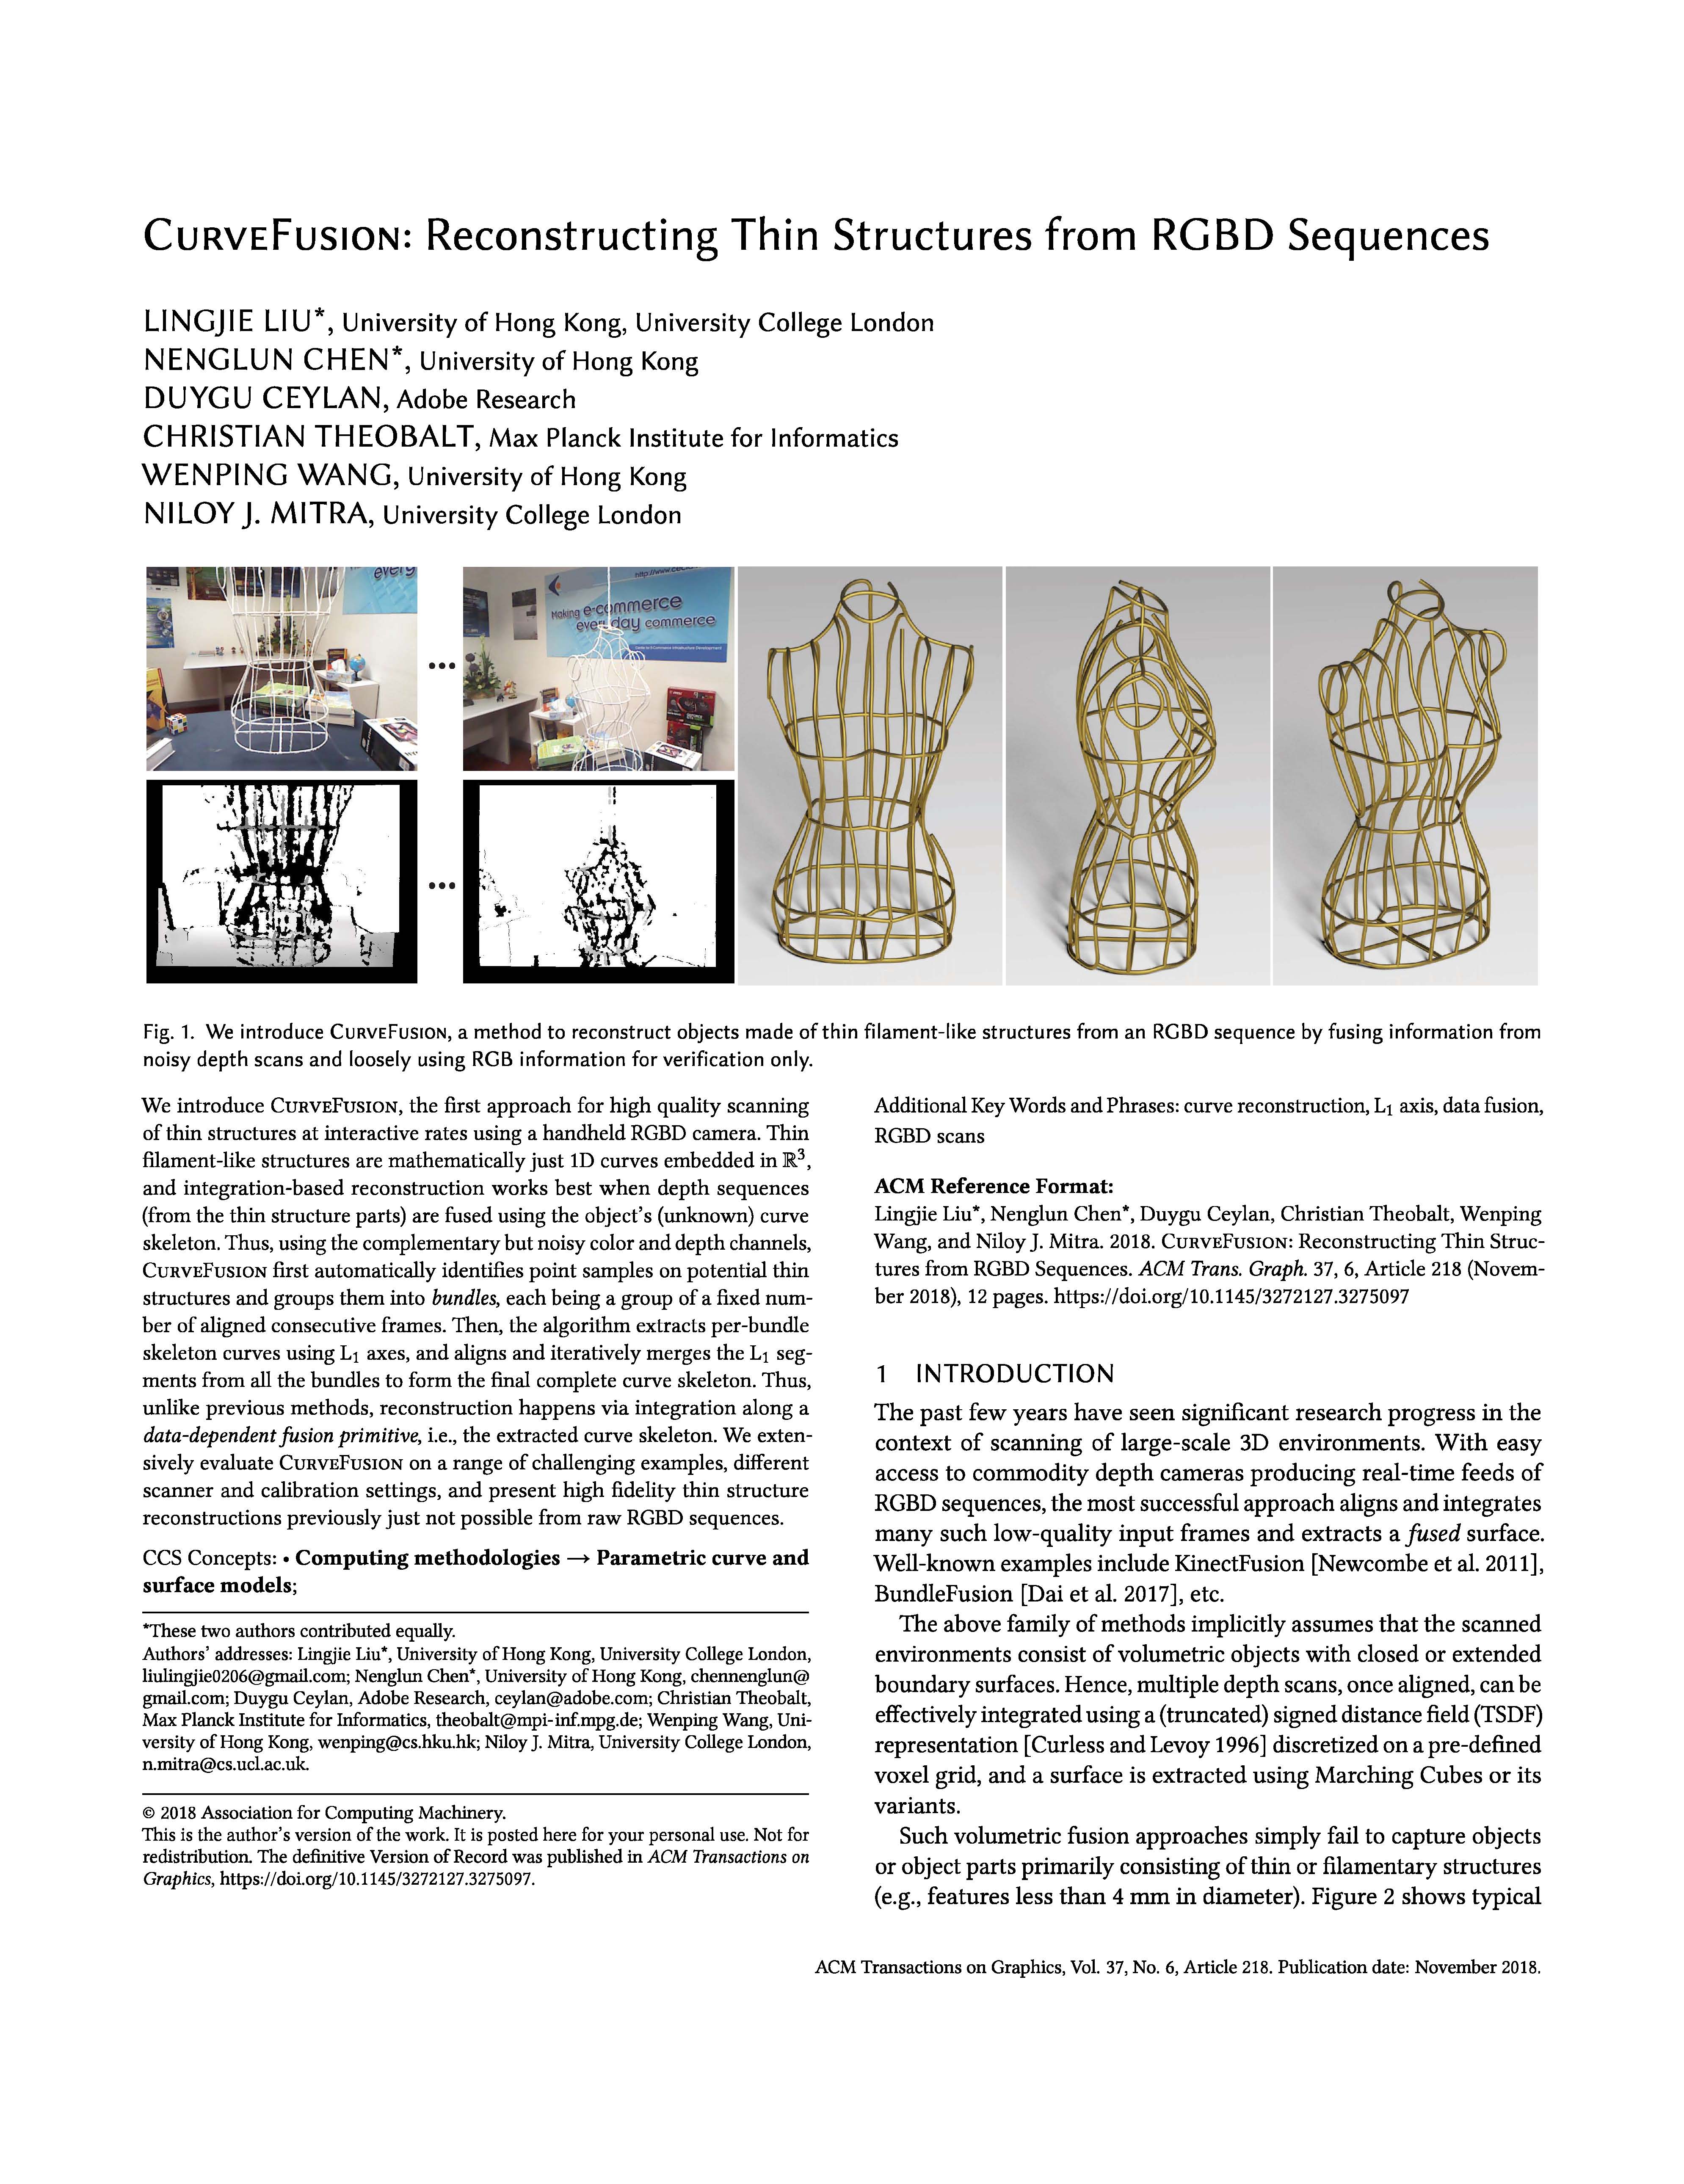 CURVEFUSION: Reconstructing Thin Structures from RGBD Sequences
LINGJIE LIU*, University of Hong Kong, University College London
NENGLUN CHEN*, University of Hong Kong
DUYGU CEYLAN, Adobe Research
CHRISTIAN THEOBALT, Max Planck Institute for Informatics
WENPING WANG, University of Hong Kong
NILOY J. MITRA, University College London
every
Making e-commerce
every day commerce
Fig. 1. We introduce CURVEFUSION, a method to reconstruct objects made of thin filament-like structures from an RGBD sequence by fusing information from
noisy depth scans and loosely using RGB information for verification only.
We introduce CURVEFUSION, the first approach for high quality scanning
of thin structures at interactive rates using a handheld RGBD camera. Thin
filament-like structures are mathematically just 1D curves embedded in ℝ³,
and integration-based reconstruction works best when depth sequences
(from the thin structure parts) are fused using the object's (unknown) curve
skeleton. Thus, using the complementary but noisy color and depth channels,
CURVEFUSION first automatically identifies point samples on potential thin
structures and groups them into bundles, each being a group of a fixed num-
ber of aligned consecutive frames. Then, the algorithm extracts per-bundle
skeleton curves using L₁ axes, and aligns and iteratively merges the L₁ seg-
ments from all the bundles to form the final complete curve skeleton. Thus,
unlike previous methods, reconstruction happens via integration along a
data-dependent fusion primitive, i.e., the extracted curve skeleton. We exten-
sively evaluate CURVEFUSION on a range of challenging examples, different
scanner and calibration settings, and present high fidelity thin structure
reconstructions previously just not possible from raw RGBD sequences.
CCS Concepts: • Computing methodologies → Parametric curve and
surface models;
*These two authors contributed equally.
Authors' addresses: Lingjie Liu*, University of Hong Kong, University College London,
liulingjie0206@gmail.com; Nenglun Chen*, University of Hong Kong, chennenglun@
gmail.com; Duygu Ceylan, Adobe Research, ceylan@adobe.com; Christian Theobalt,
Max Planck Institute for Informatics, theobalt@mpi-inf.mpg.de; Wenping Wang, Uni-
versity of Hong Kong, wenping@cs.hku.hk; Niloy J. Mitra, University College London,
n.mitra@cs.ucl.ac.uk.
© 2018 Association for Computing Machinery.
This is the author's version of the work. It is posted here for your personal use. Not for
redistribution. The definitive Version of Record was published in ACM Transactions on
Graphics, https://doi.org/10.1145/3272127.3275097.
Additional Key Words and Phrases: curve reconstruction, L₁ axis, data fusion,
RGBD scans
ACM Reference Format:
Lingjie Liu*, Nenglun Chen*, Duygu Ceylan, Christian Theobalt, Wenping
Wang, and Niloy J. Mitra. 2018. CURVEFUSION: Reconstructing Thin Struc-
tures from RGBD Sequences. ACM Trans. Graph. 37, 6, Article 218 (Novem-
ber 2018), 12 pages. https://doi.org/10.1145/3272127.3275097
1 INTRODUCTION
The past few years have seen significant research progress in the
context of scanning of large-scale 3D environments. With easy
access to commodity depth cameras producing real-time feeds of
RGBD sequences, the most successful approach aligns and integrates
many such low-quality input frames and extracts a fused surface.
Well-known examples include KinectFusion [Newcombe et al. 2011],
BundleFusion [Dai et al. 2017], etc.
The above family of methods implicitly assumes that the scanned
environments consist of volumetric objects with closed or extended
boundary surfaces. Hence, multiple depth scans, once aligned, can be
effectively integrated using a (truncated) signed distance field (TSDF)
representation [Curless and Levoy 1996] discretized on a pre-defined
voxel grid, and a surface is extracted using Marching Cubes or its
variants.
Such volumetric fusion approaches simply fail to capture objects
or object parts primarily consisting of thin or filamentary structures
(e.g., features less than 4 mm in diameter). Figure 2 shows typical
ACM Transactions on Graphics, Vol. 37, No. 6, Article 218. Publication date: November 2018.